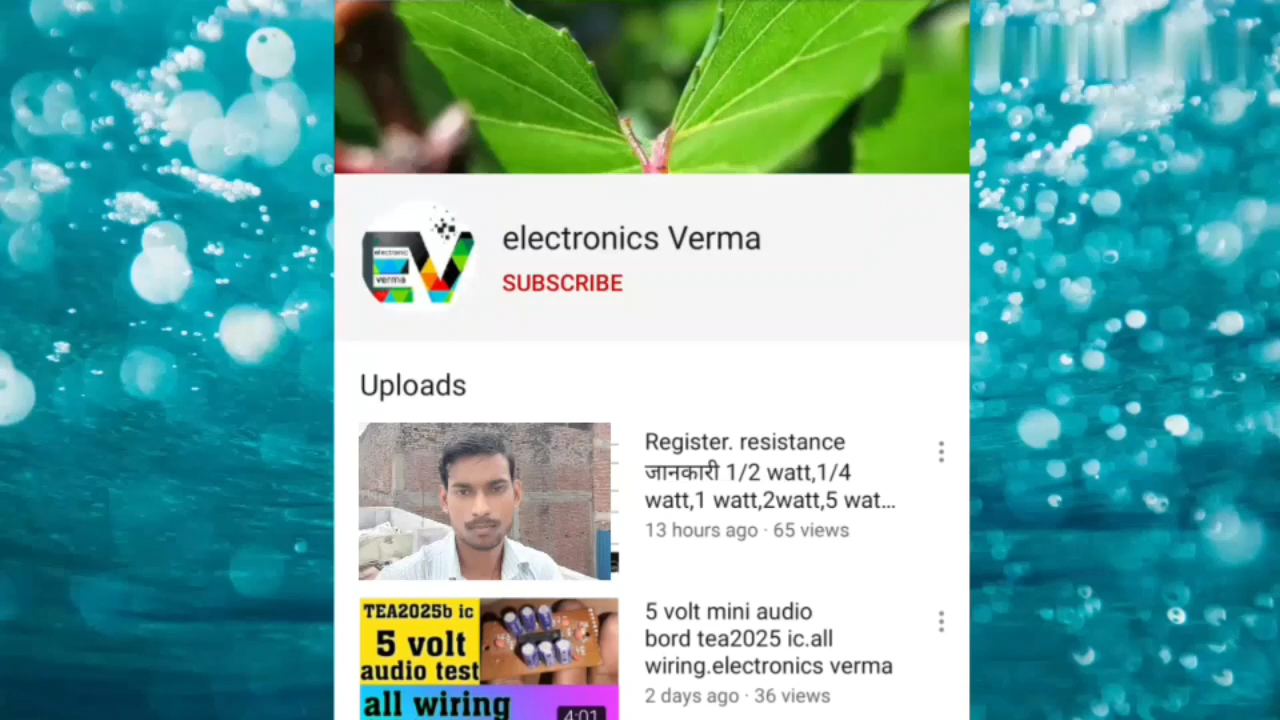 electronics Verma
SUBSCRIBE
electronic
verma
Uploads
Register. resistance
जानकारी 1/2 watt,1/4
watt,1 watt,2watt,5 wat...
13 hours ago · 65 views
TEA2025b ic
5 volt
audio test
all wiring
4:01
5 volt mini audio
bord tea2025 ic.all
wiring.electronics verma
2 days ago · 36 views